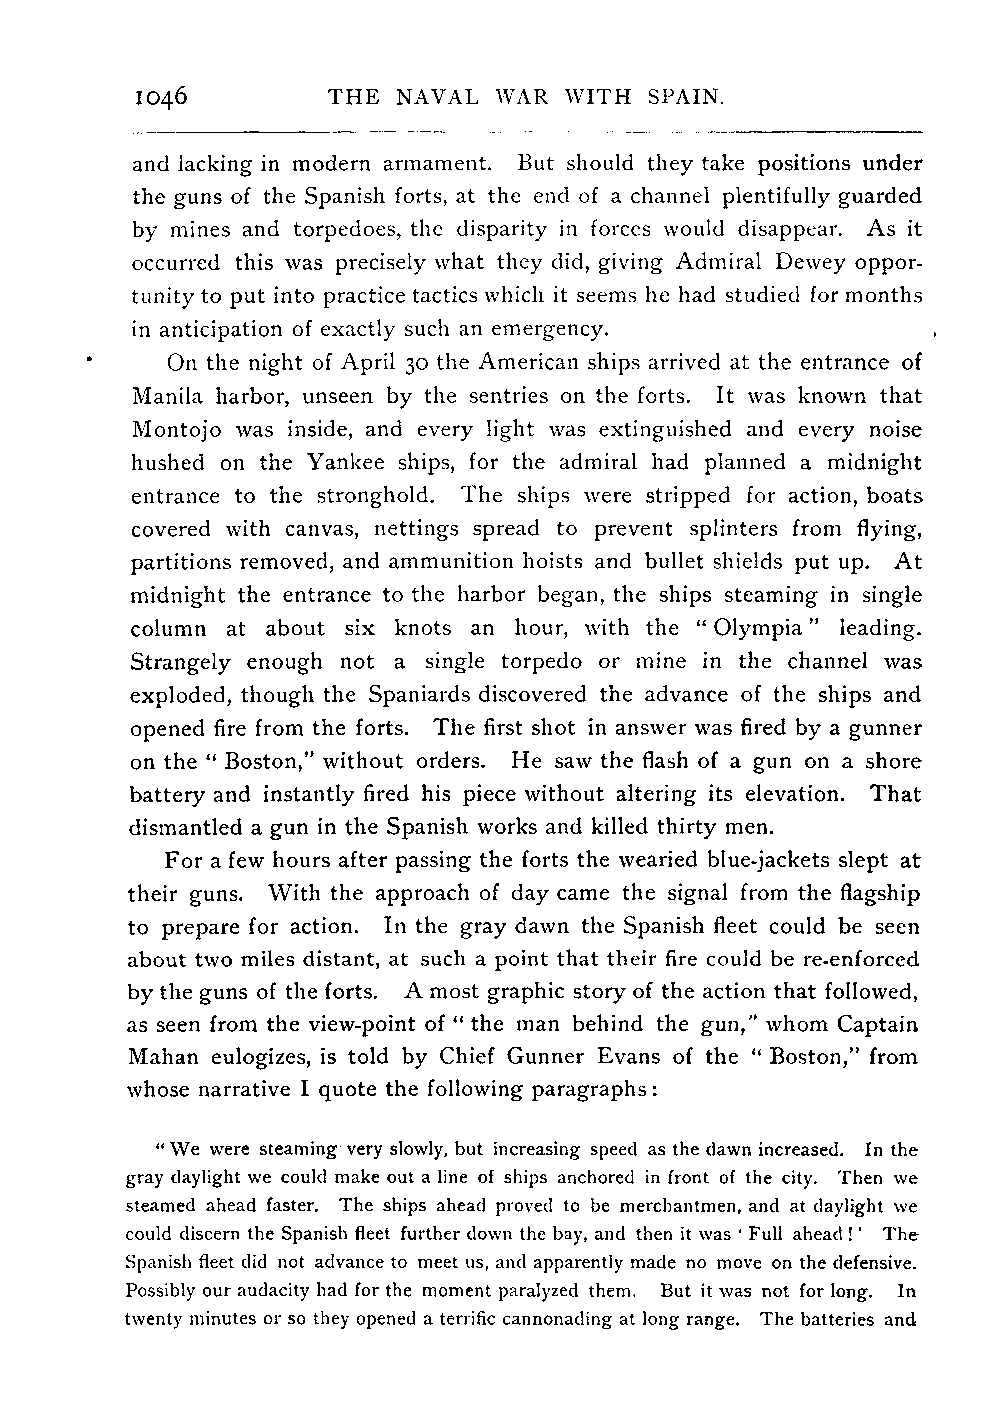 1046 THE NAVAL WAR WITH SPAIN.
and lacking in modern armament. But should they take positions under
the guns of the Spanish forts, at the end of a channel plentifully guarded
by mines and torpedoes, the disparity in forces would disappear. As it
occurred this was precisely what they did, giving Admiral Dewey oppor-
tunity to put into practice tactics which it seems he had studied for months
in anticipation of exactly such an emergency.
On the night of April 30 the American ships arrived at the entrance of
Manila harbor, unseen by the sentries on the forts. It was known that
Montojo was inside, and every light was extinguished and every noise
hushed on the Yankee ships, for the admiral had planned a midnight
entrance to the stronghold. The ships were stripped for action, boats
covered with canvas, nettings spread to prevent splinters from flying,
partitions removed, and ammunition hoists and bullet shields put up. At
midnight the entrance to the harbor began, the ships steaming in single
column at about six knots an hour, with the "Olympia" leading.
Strangely enough not a single torpedo or mine in the channel was
exploded, though the Spaniards discovered the advance of the ships and
opened fire from the forts. The first shot in answer was fired by a gunner
on the "Boston," without orders. He saw the flash of a gun on a shore
battery and instantly fired his piece without altering its elevation. That
dismantled a gun in the Spanish works and killed thirty men.
For a few hours after passing the forts the wearied blue-jackets slept at
their guns. With the approach of day came the signal from the flagship
to prepare for action. In the gray dawn the Spanish fleet could be seen
about two miles distant, at such a point that their fire could be re-enforced
by the guns of the forts. A most graphic story of the action that followed,
as seen from the view-point of "the man behind the gun," whom Captain
Mahan eulogizes, is told by Chief Gunner Evans of the "Boston," from
whose narrative I quote the following paragraphs:
"We were steaming very slowly, but increasing speed as the dawn increased. In the
gray daylight we could make out a line of ships anchored in front of the city. Then we
steamed ahead faster. The ships ahead proved to be merchantmen, and at daylight we
could discern the Spanish fleet further down the bay, and then it was 'Full ahead!' The
Spanish fleet did not advance to meet us, and apparently made no move on the defensive.
Possibly our audacity had for the moment paralyzed them. But it was not for long. In
twenty minutes or so they opened a terrific cannonading at long range. The batteries and